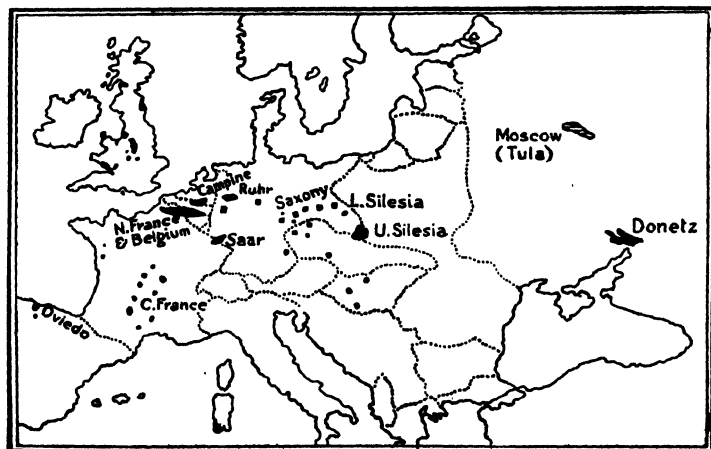 Moscow
(Tula)
Campine
Ruhr
Saxony
L. Silesia
N. France
& Belgium
U. Silesia
Donetz
Saar
C. France
Oviedo